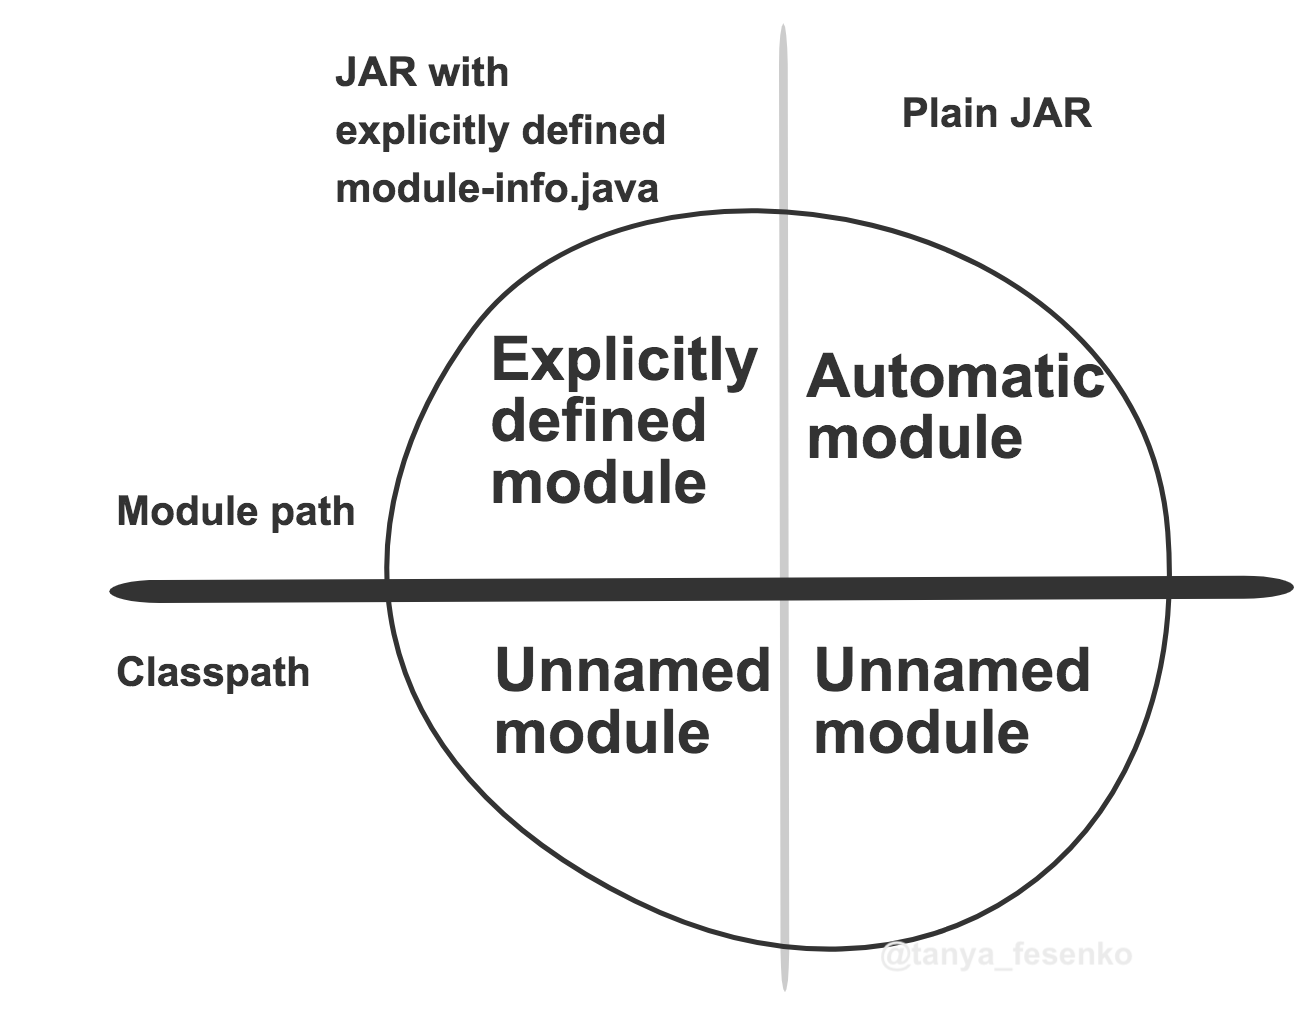 JAR with
explicitly defined
module-info.java
Plain JAR
Explicitly
defined
module
Automatic
module
Module path
Classpath
Unnamed
module
Unnamed
module
@tanya_fesenko